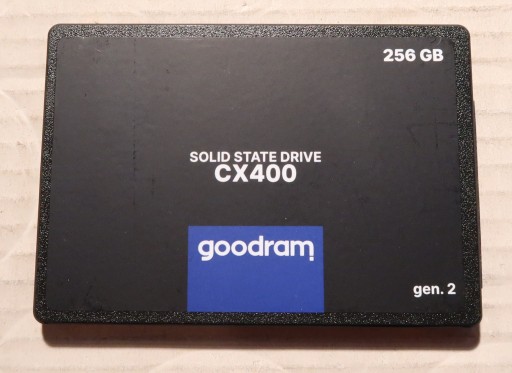 256 GB
SOLID STATE DRIVE
CX400
goodram
gen. 2